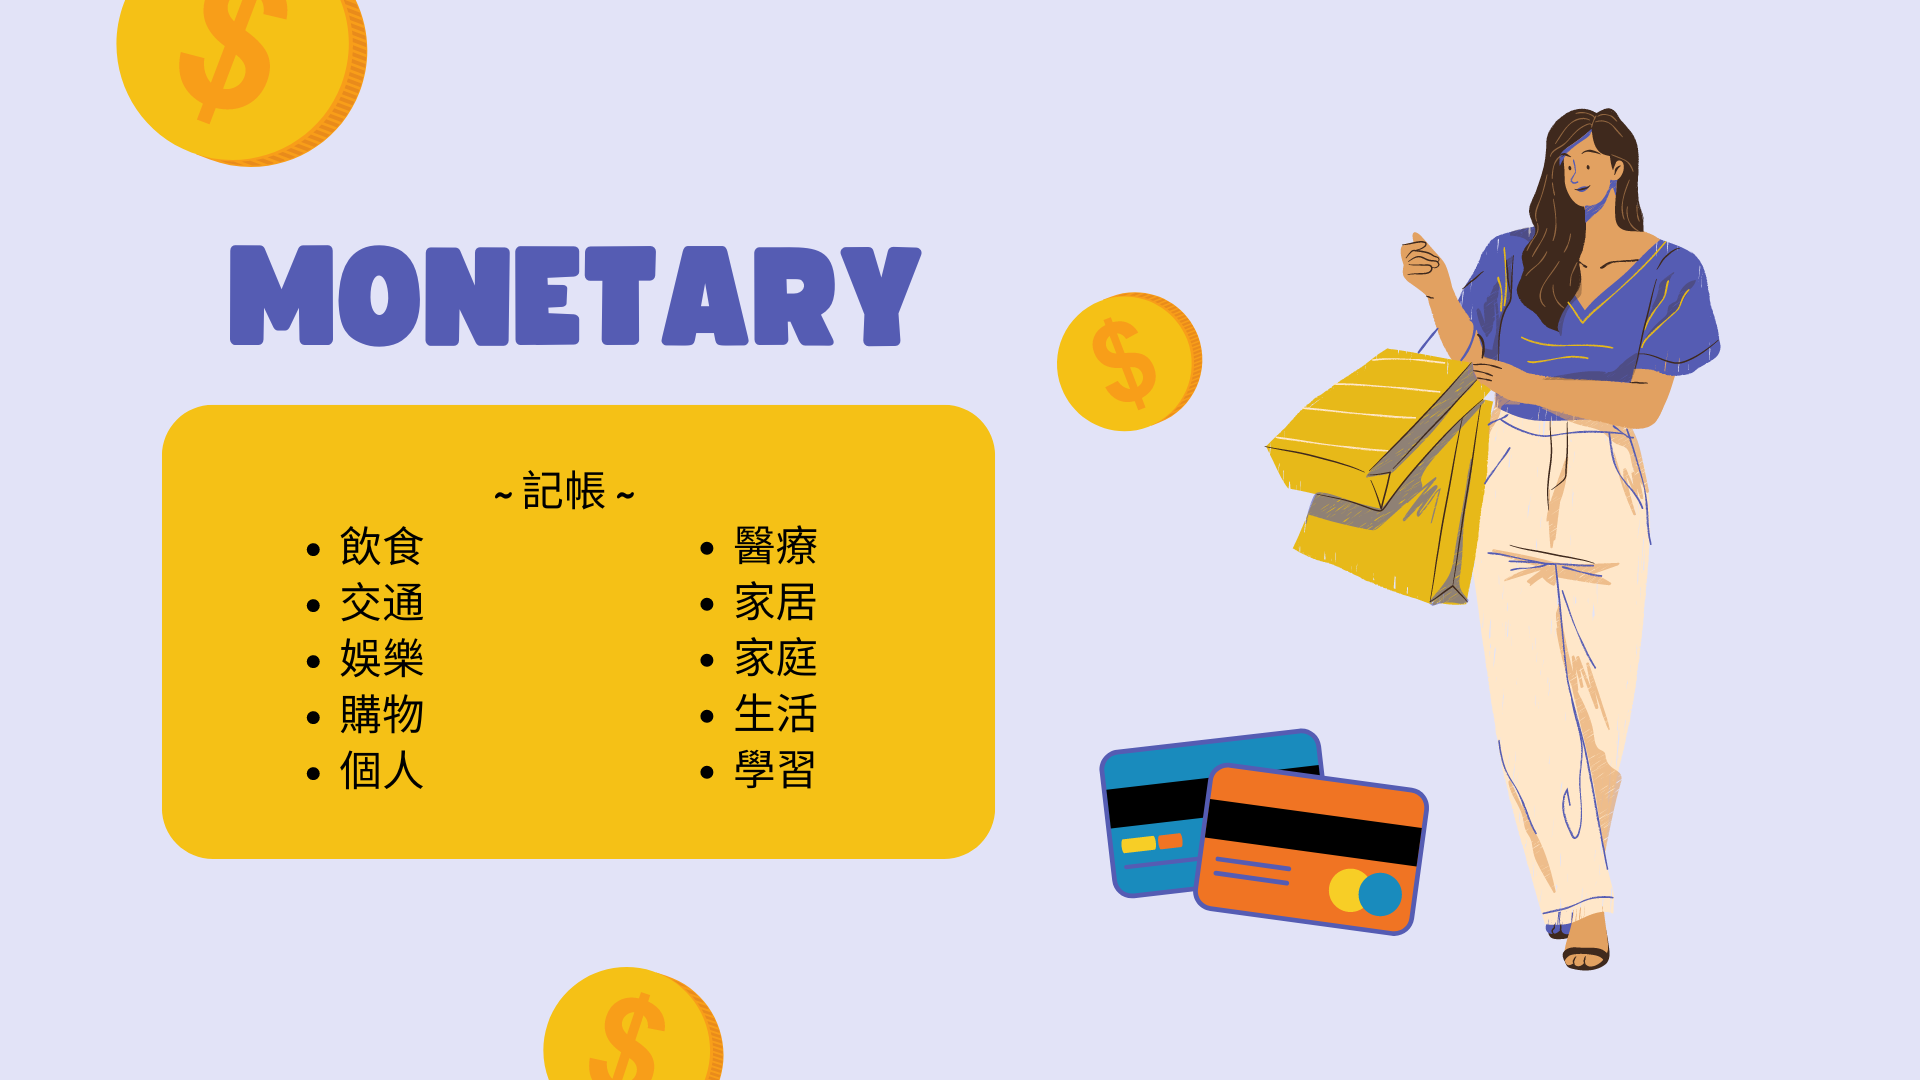 MONETARY
~ 記帳 ~
• 飲食
• 交通
• 娛樂
• 購物
• 個人
• 醫療
• 家居
• 家庭
• 生活
• 學習
$
$
$